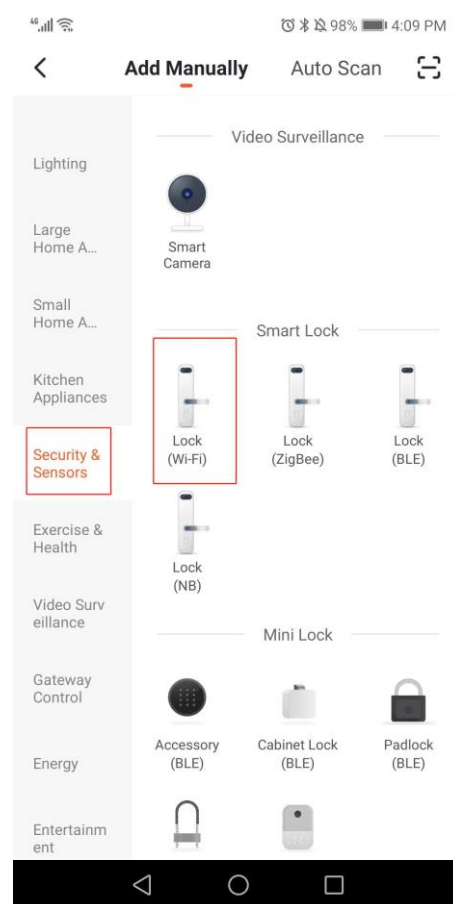 4G 98% 4:09 PM
Add Manually Auto Scan
Lighting
Large
Home A...
Small
Home A...
Kitchen
Appliances
Security &
Sensors
Exercise &
Health
Video Surv
eillance
Gateway
Control
Energy
Entertainm
ent
Video Surveillance
Smart
Camera
Smart Lock
Lock
(Wi-Fi)
Lock
(ZigBee)
Lock
(BLE)
Lock
(NB)
Mini Lock
Accessory
(BLE)
Cabinet Lock
(BLE)
Padlock
(BLE)